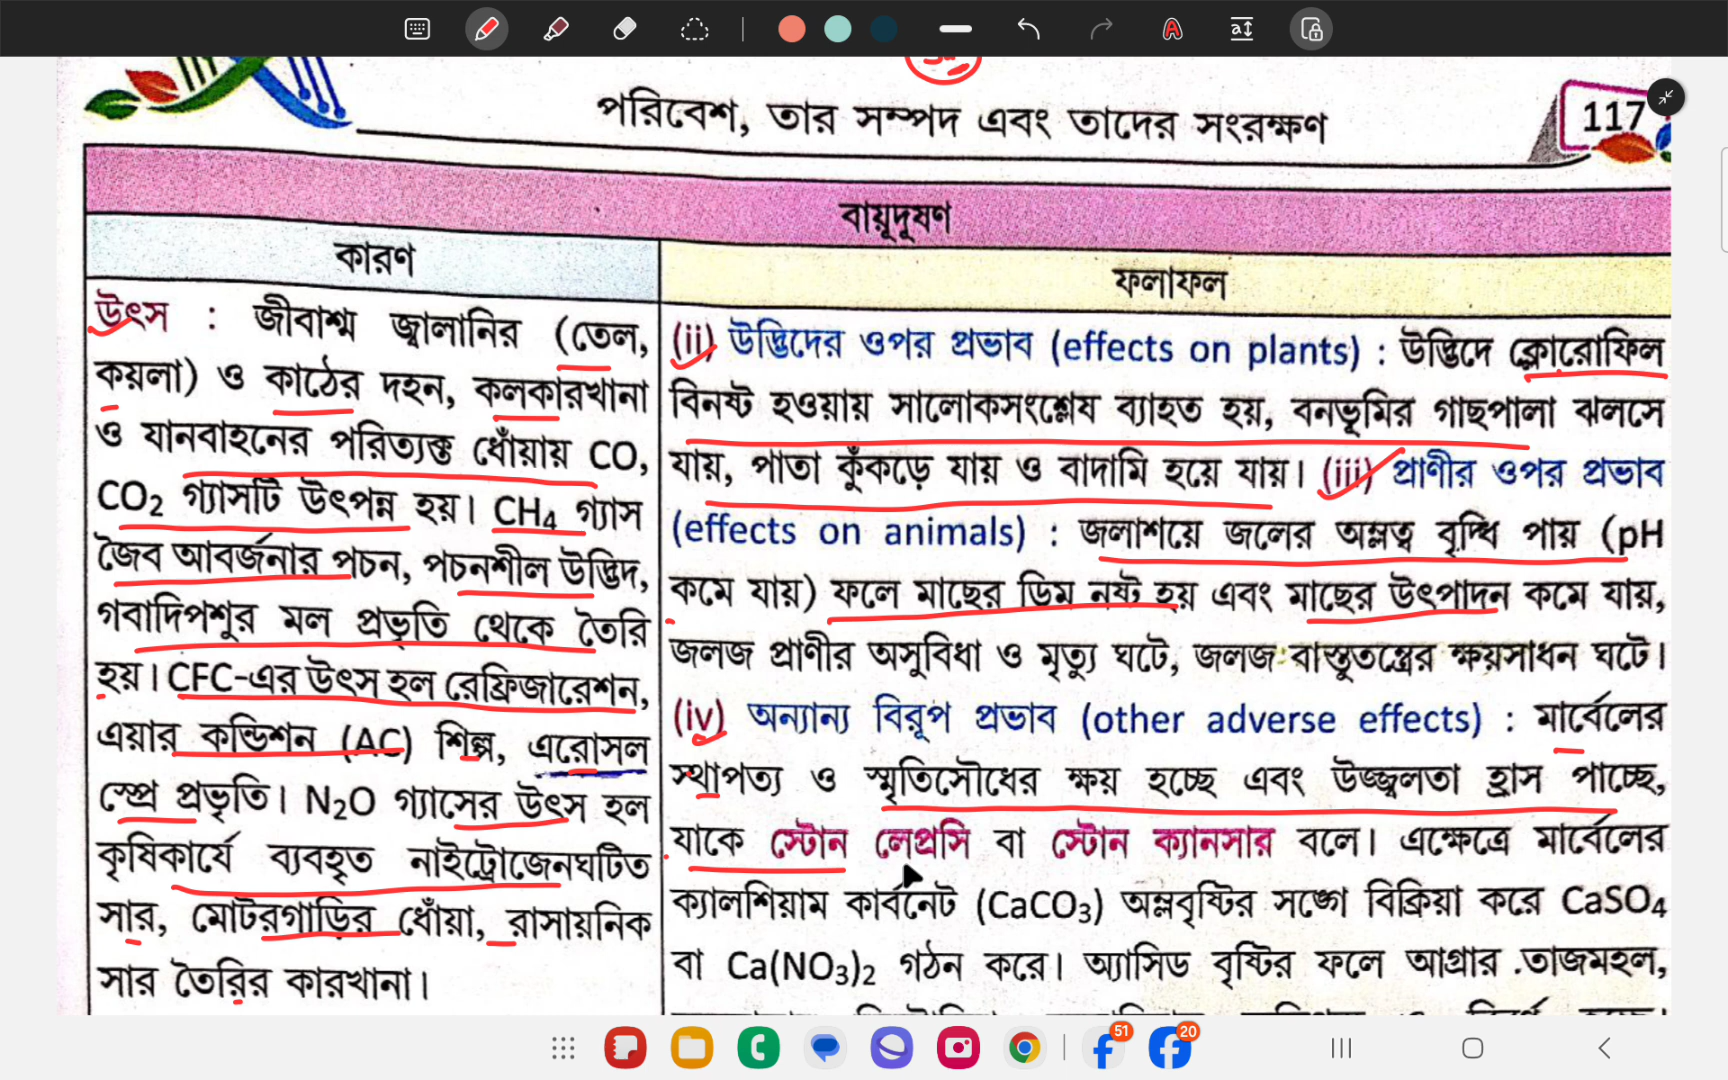 পরিবেশ, তার সম্পদ এবং তাদের সংরক্ষণ
117
বায়ূদূষণ
কারণ
উৎস : জীবাশ্ম জ্বালানির (তেল,
কয়লা) ও কাঠের দহন, কলকারখানা
ও যানবাহনের পরিত্যক্ত ধোঁয়ায় CO,
CO₂ গ্যাসটি উৎপন্ন হয়। CH₄ গ্যাস
জৈব আবর্জনার পচন, পচনশীল উদ্ভিদ,
গবাদিপশুর মল প্রভৃতি থেকে তৈরি
হয়। CFC-এর উৎস হল রেফ্রিজারেশন,
এয়ার কন্ডিশন (AC) শিল্প, এরোসল
স্প্রে প্রভৃতি। N₂O গ্যাসের উৎস হল
কৃষিকার্যে ব্যবহৃত নাইট্রোজেনঘটিত
সার, মোটরগাড়ির ধোঁয়া, রাসায়নিক
সার তৈরির কারখানা।
ফলাফল
(ii) উদ্ভিদের ওপর প্রভাব (effects on plants) : উদ্ভিদে ক্লোরোফিল
বিনষ্ট হওয়ায় সালোকসংশ্লেষ ব্যাহত হয়, বনভূমির গাছপালা ঝলসে
যায়, পাতা কুঁকড়ে যায় ও বাদামি হয়ে যায়। (iii) প্রাণীর ওপর প্রভাব
(effects on animals) : জলাশয়ে জলের অম্লত্ব বৃদ্ধি পায় (pH
কমে যায়) ফলে মাছের ডিম নষ্ট হয় এবং মাছের উৎপাদন কমে যায়,
জলজ প্রাণীর অসুবিধা ও মৃত্যু ঘটে, জলজ বাস্তুতন্ত্রের ক্ষয়সাধন ঘটে।
(iv) অন্যান্য বিরূপ প্রভাব (other adverse effects) : মার্বেলের
স্থাপত্য ও স্মৃতিসৌধের ক্ষয় হচ্ছে এবং উজ্জ্বলতা হ্রাস পাচ্ছে,
যাকে স্টোন লেপ্রসি বা স্টোন ক্যানসার বলে। এক্ষেত্রে মার্বেলের
ক্যালশিয়াম কার্বনেট (CaCO₃) অম্লবৃষ্টির সঙ্গে বিক্রিয়া করে CaSO₄
বা Ca(NO₃)₂ গঠন করে। অ্যাসিড বৃষ্টির ফলে আগ্রার তাজমহল,
51
20